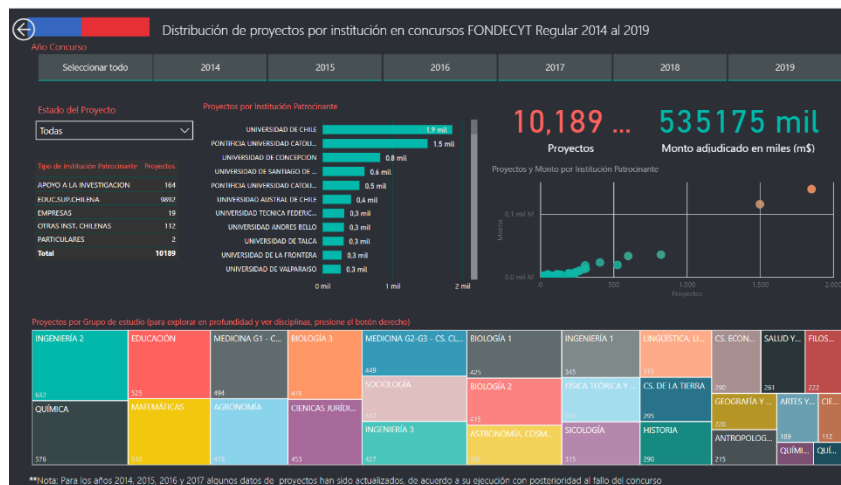 Distribución de proyectos por institución en concursos FONDECYT Regular 2014 al 2019
Año Concurso
Seleccionar todo 2014 2015 2016 2017 2018 2019
Estado del Proyecto
Todas
Tipo de Institución Patrocinante Proyectos
APOYO A LA INVESTIGACION 164
EDUC.SUP.CHILENA 9892
EMPRESAS 19
OTRAS INST. CHILENAS 112
PARTICULARES 2
Total 10189
Proyectos por Institución Patrocinante
UNIVERSIDAD DE CHILE 1.9 mil
PONTIFICIA UNIVERSIDAD CATOLI... 1.5 mil
UNIVERSIDAD DE CONCEPCION 0.8 mil
UNIVERSIDAD DE SANTIAGO DE ... 0.6 mil
PONTIFICIA UNIVERSIDAD CATOLI... 0.5 mil
UNIVERSIDAD AUSTRAL DE CHILE 0,4 mil
UNIVERSIDAD TECNICA FEDERIC... 0,3 mil
UNIVERSIDAD ANDRES BELLO 0,3 mil
UNIVERSIDAD DE TALCA 0,3 mil
UNIVERSIDAD DE LA FRONTERA 0,3 mil
UNIVERSIDAD DE VALPARAISO 0,3 mil
0 mil 1 mil 2 mil
10,189 ...
Proyectos
535175 mil
Monto adjudicado en miles (m$)
Proyectos y Monto por Institución Patrocinante
Monto
0,1 mil M
0,0 mil M
0 500 1.000 1.500 2.000
Proyectos
Proyectos por Grupo de estudio (para explorar en profundidad y ver disciplinas, presione el botón derecho)
INGENIERÍA 2
632
QUÍMICA
576
EDUCACIÓN
525
MATEMÁTICAS
MEDICINA G1 - C...
494
AGRONOMÍA
BIOLOGÍA 3
CIENICAS JURÍDI...
453
MEDICINA G2-G3 - CS. CL...
449
SOCIOLOGÍA
INGENIERÍA 3
427
BIOLOGÍA 1
425
BIOLOGÍA 2
415
ASTRONOMÍA, COSM...
INGENIERÍA 1
345
FÍSICA TEÓRICA Y ...
SICOLOGÍA
315
LINGÜÍSTICA, LI...
315
CS. DE LA TIERRA
295
HISTORIA
290
CS. ECON...
290
GEOGRAFÍA Y ...
220
ANTROPOLOG...
215
SALUD Y...
261
FILOS...
222
ARTES Y...
189
CIE...
112
QUÍMI...
QUÍ...
**Nota: Para los años 2014, 2015, 2016 y 2017 algunos datos de proyectos han sido actualizados, de acuerdo a su ejecución con posterioridad al fallo del concurso